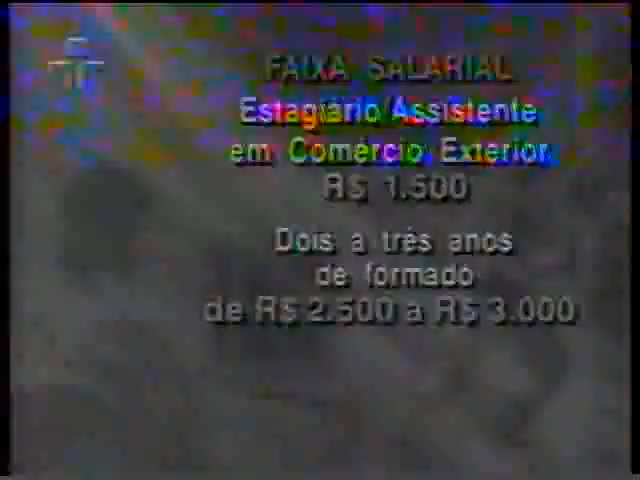 FAIXA SALARIAL
Estagiário/Assistente
em Comércio Exterior
R$ 1.500
Dois a três anos
de formado
de R$ 2.500 a R$ 3.000